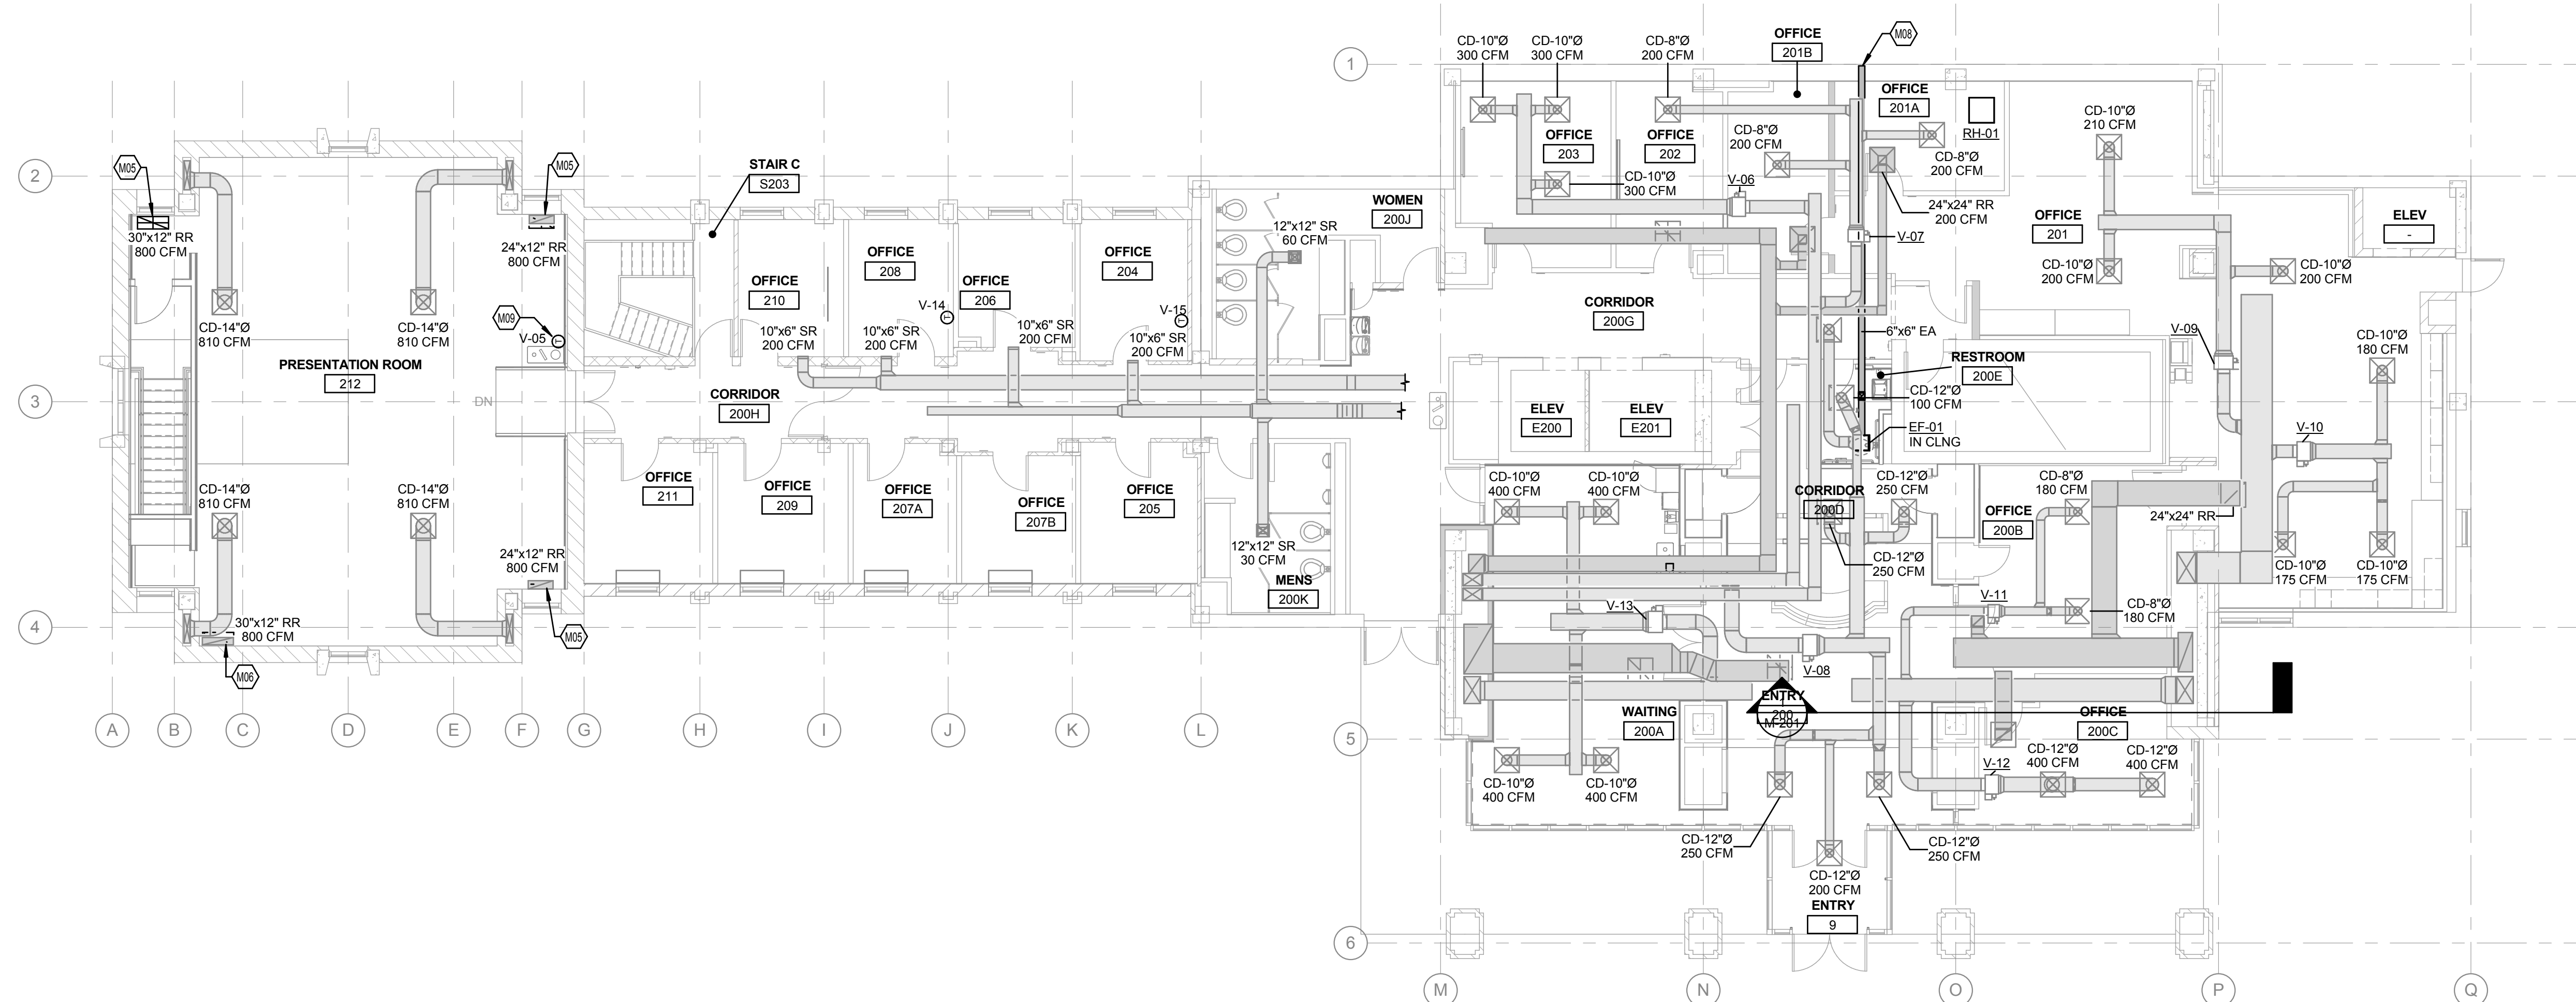 CD-10"Ø
300 CFM
CD-10"Ø
300 CFM
CD-8"Ø
200 CFM
OFFICE
201B
M08
1
OFFICE
201A
RH-01
CD-10"Ø
210 CFM
CD-8"Ø
200 CFM
OFFICE
203
OFFICE
202
CD-8"Ø
200 CFM
CD-10"Ø
300 CFM
V-06
24"x24" RR
200 CFM
V-07
OFFICE
201
ELEV
-
2
M05
M05
STAIR C
S203
WOMEN
200J
30"x12" RR
800 CFM
24"x12" RR
800 CFM
12"x12" SR
60 CFM
OFFICE
210
OFFICE
208
OFFICE
206
OFFICE
204
CD-10"Ø
200 CFM
CD-10"Ø
200 CFM
CORRIDOR
200G
CD-14"Ø
810 CFM
CD-14"Ø
810 CFM
M09
V-05
V-14
V-15
10"x6" SR
200 CFM
10"x6" SR
200 CFM
10"x6" SR
200 CFM
10"x6" SR
200 CFM
6"x6" EA
V-09
CD-10"Ø
180 CFM
PRESENTATION ROOM
212
RESTROOM
200E
CD-12"Ø
100 CFM
3
DN
CORRIDOR
200H
ELEV
E200
ELEV
E201
EF-01
IN CLNG
V-10
CD-14"Ø
810 CFM
CD-14"Ø
810 CFM
OFFICE
211
OFFICE
209
OFFICE
207A
OFFICE
207B
OFFICE
205
CD-10"Ø
400 CFM
CD-10"Ø
400 CFM
CORRIDOR
200D
CD-12"Ø
250 CFM
CD-8"Ø
180 CFM
OFFICE
200B
24"x24" RR
24"x12" RR
800 CFM
12"x12" SR
30 CFM
MENS
200K
CD-12"Ø
250 CFM
CD-10"Ø
175 CFM
CD-10"Ø
175 CFM
V-13
V-11
CD-8"Ø
180 CFM
4
30"x12" RR
800 CFM
M05
M06
V-08
ENTRY
200
1
M-201
WAITING
200A
OFFICE
200C
A
B
C
D
E
F
G
H
I
J
K
L
5
V-12
CD-12"Ø
400 CFM
CD-12"Ø
400 CFM
CD-10"Ø
400 CFM
CD-10"Ø
400 CFM
CD-12"Ø
250 CFM
CD-12"Ø
250 CFM
CD-12"Ø
200 CFM
ENTRY
9
6
M
N
O
P
Q